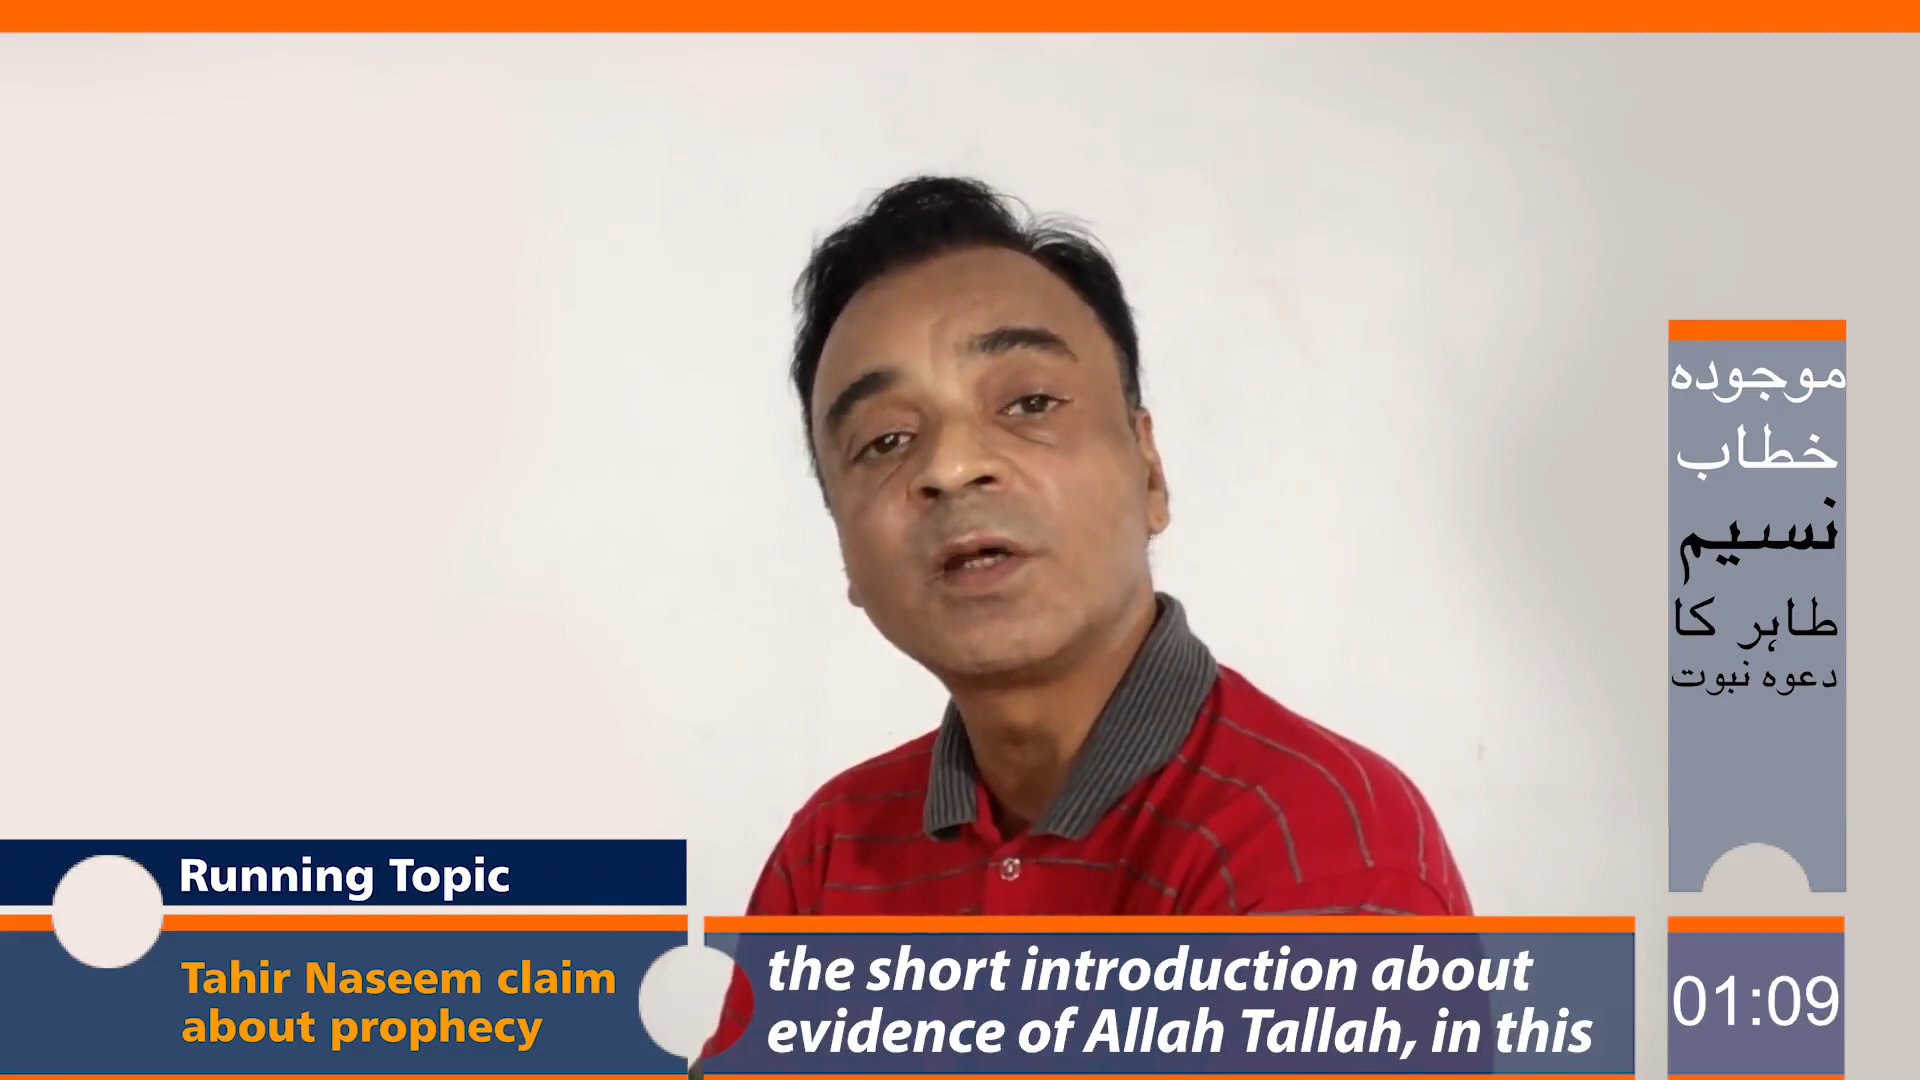 موجودہ
خطاب
نسیم
طاہر کا
دعوہ نبوت
Running Topic
Tahir Naseem claim
about prophecy
the short introduction about
evidence of Allah Tallah, in this
01:09